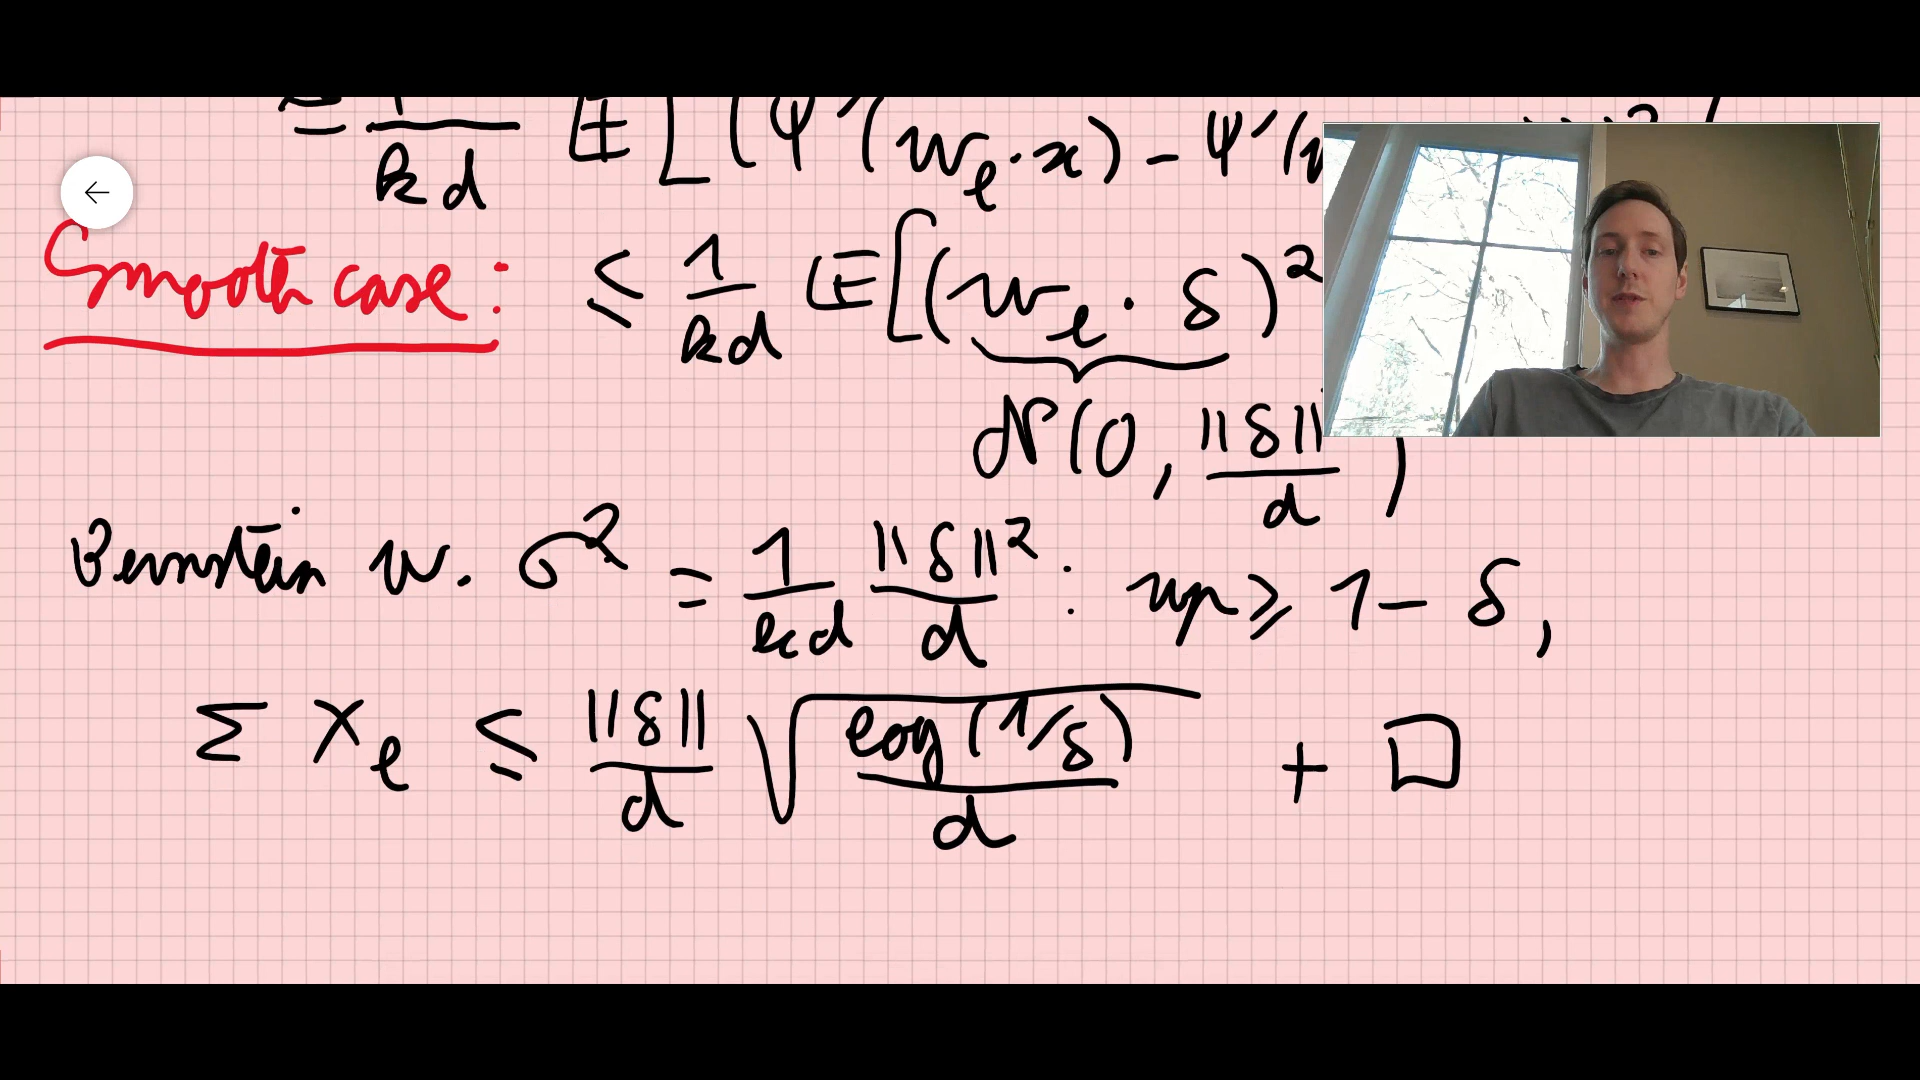 = 1/(kd) 𝔼[(ψ'(w_ℓ·x) − ψ'(w
Smooth case: ≤ 1/(kd) 𝔼[(w_ℓ · δ)²
𝒩(0, ‖δ‖/d)
Bernstein w. σ² = 1/(kd) ‖δ‖²/d : wp ≥ 1 − δ,
Σ X_ℓ ≤ ‖δ‖/d √(log(1/δ)/d) + □